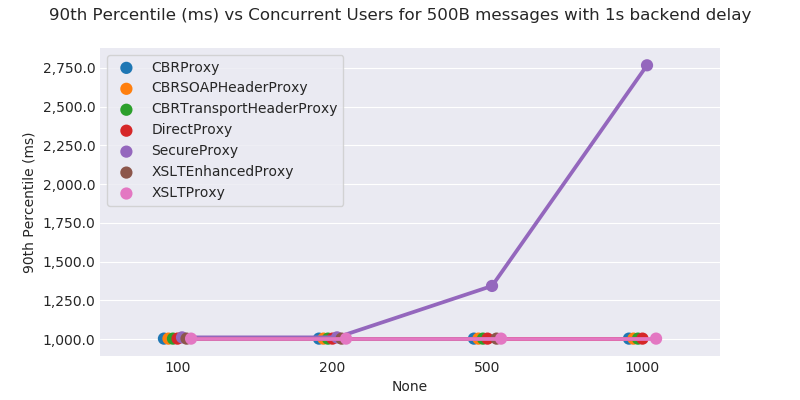 90th Percentile (ms) vs Concurrent Users for 500B messages with 1s backend delay
CBRProxy
CBRSOAPHeaderProxy
CBRTransportHeaderProxy
DirectProxy
SecureProxy
XSLTEnhancedProxy
XSLTProxy
90th Percentile (ms)
2,750.0
2,500.0
2,250.0
2,000.0
1,750.0
1,500.0
1,250.0
1,000.0
100 200 500 1000
None